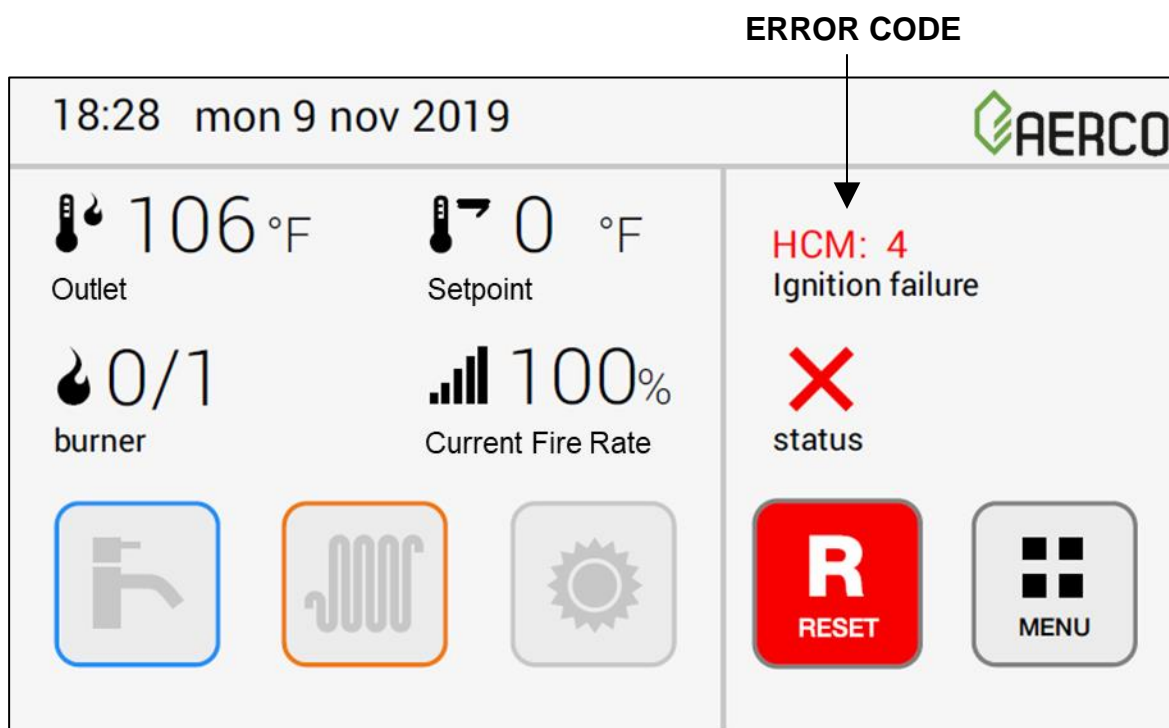 ERROR CODE
18:28 mon 9 nov 2019
AERCO
106 °F
Outlet
0 °F
Setpoint
HCM: 4
Ignition failure
0/1
burner
100%
Current Fire Rate
status
R
RESET
MENU